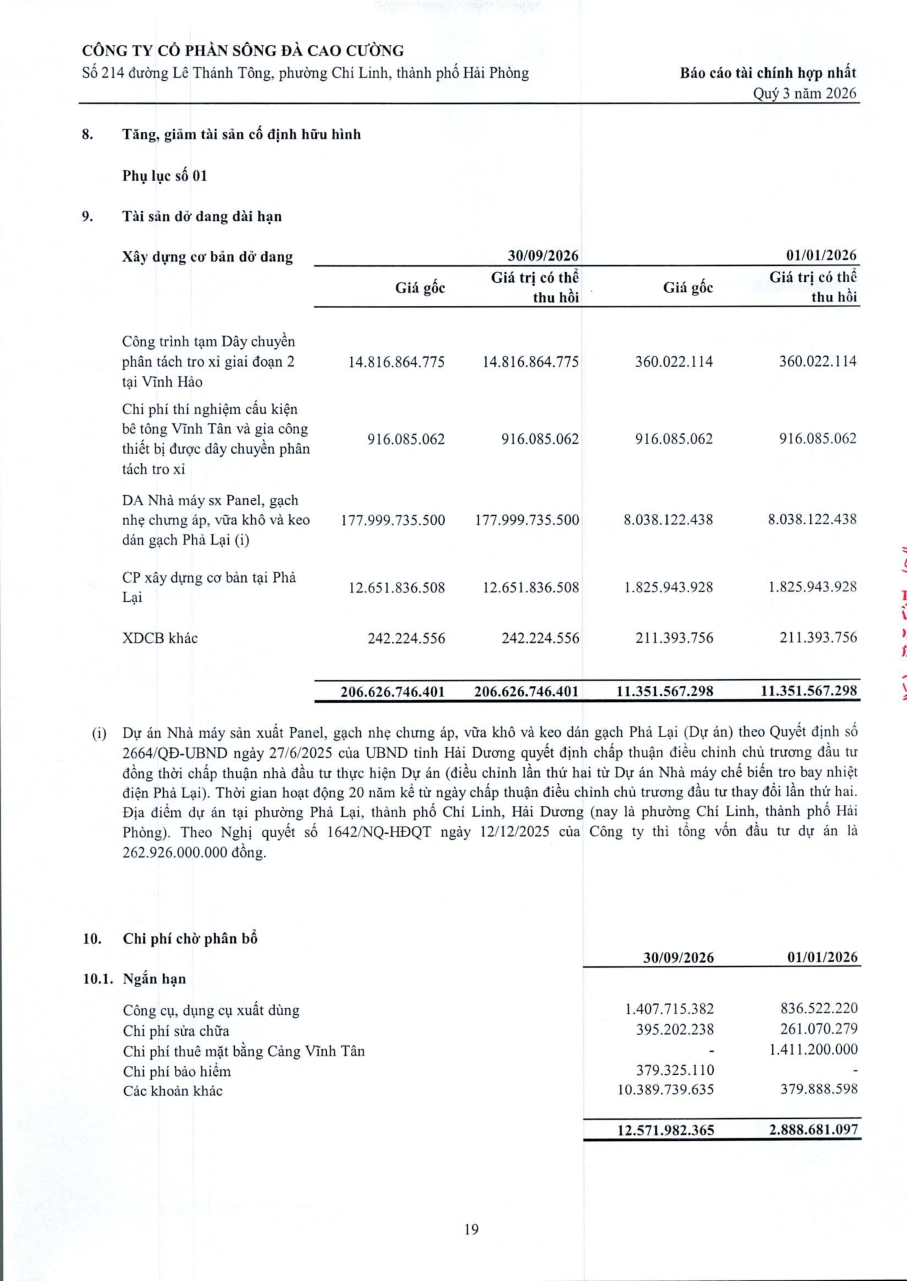 CÔNG TY CỔ PHẦN SÔNG ĐÀ CAO CƯỜNG
Số 214 đường Lê Thánh Tông, phường Chí Linh, thành phố Hải Phòng
Báo cáo tài chính hợp nhất
Quý 3 năm 2026
8. Tăng, giảm tài sản cố định hữu hình
Phụ lục số 01
9. Tài sản dở dang dài hạn
Xây dựng cơ bản dở dang 30/09/2026 01/01/2026
Giá gốc Giá trị có thể thu hồi Giá gốc Giá trị có thể thu hồi
Công trình tạm Dây chuyền
phân tách tro xỉ giai đoạn 2 14.816.864.775 14.816.864.775 360.022.114 360.022.114
tại Vĩnh Hảo
Chi phí thí nghiệm cấu kiện
bê tông Vĩnh Tân và gia công 916.085.062 916.085.062 916.085.062 916.085.062
thiết bị được dây chuyền phân
tách tro xỉ
DA Nhà máy sx Panel, gạch
nhẹ chưng áp, vữa khô và keo 177.999.735.500 177.999.735.500 8.038.122.438 8.038.122.438
dán gạch Phả Lại (i)
CP xây dựng cơ bản tại Phả 12.651.836.508 12.651.836.508 1.825.943.928 1.825.943.928
Lại
XDCB khác 242.224.556 242.224.556 211.393.756 211.393.756
206.626.746.401 206.626.746.401 11.351.567.298 11.351.567.298
(i) Dự án Nhà máy sản xuất Panel, gạch nhẹ chưng áp, vữa khô và keo dán gạch Phả Lại (Dự án) theo Quyết định số
2664/QĐ-UBND ngày 27/6/2025 của UBND tỉnh Hải Dương quyết định chấp thuận điều chỉnh chủ trương đầu tư
đồng thời chấp thuận nhà đầu tư thực hiện Dự án (điều chỉnh lần thứ hai từ Dự án Nhà máy chế biến tro bay nhiệt
điện Phả Lại). Thời gian hoạt động 20 năm kể từ ngày chấp thuận điều chỉnh chủ trương đầu tư thay đổi lần thứ hai.
Địa điểm dự án tại phường Phả Lại, thành phố Chí Linh, Hải Dương (nay là phường Chí Linh, thành phố Hải
Phòng). Theo Nghị quyết số 1642/NQ-HĐQT ngày 12/12/2025 của Công ty thì tổng vốn đầu tư dự án là
262.926.000.000 đồng.
10. Chi phí chờ phân bổ
30/09/2026 01/01/2026
10.1. Ngắn hạn
Công cụ, dụng cụ xuất dùng 1.407.715.382 836.522.220
Chi phí sửa chữa 395.202.238 261.070.279
Chi phí thuê mặt bằng Cảng Vĩnh Tân - 1.411.200.000
Chi phí bảo hiểm 379.325.110 -
Các khoản khác 10.389.739.635 379.888.598
12.571.982.365 2.888.681.097
19